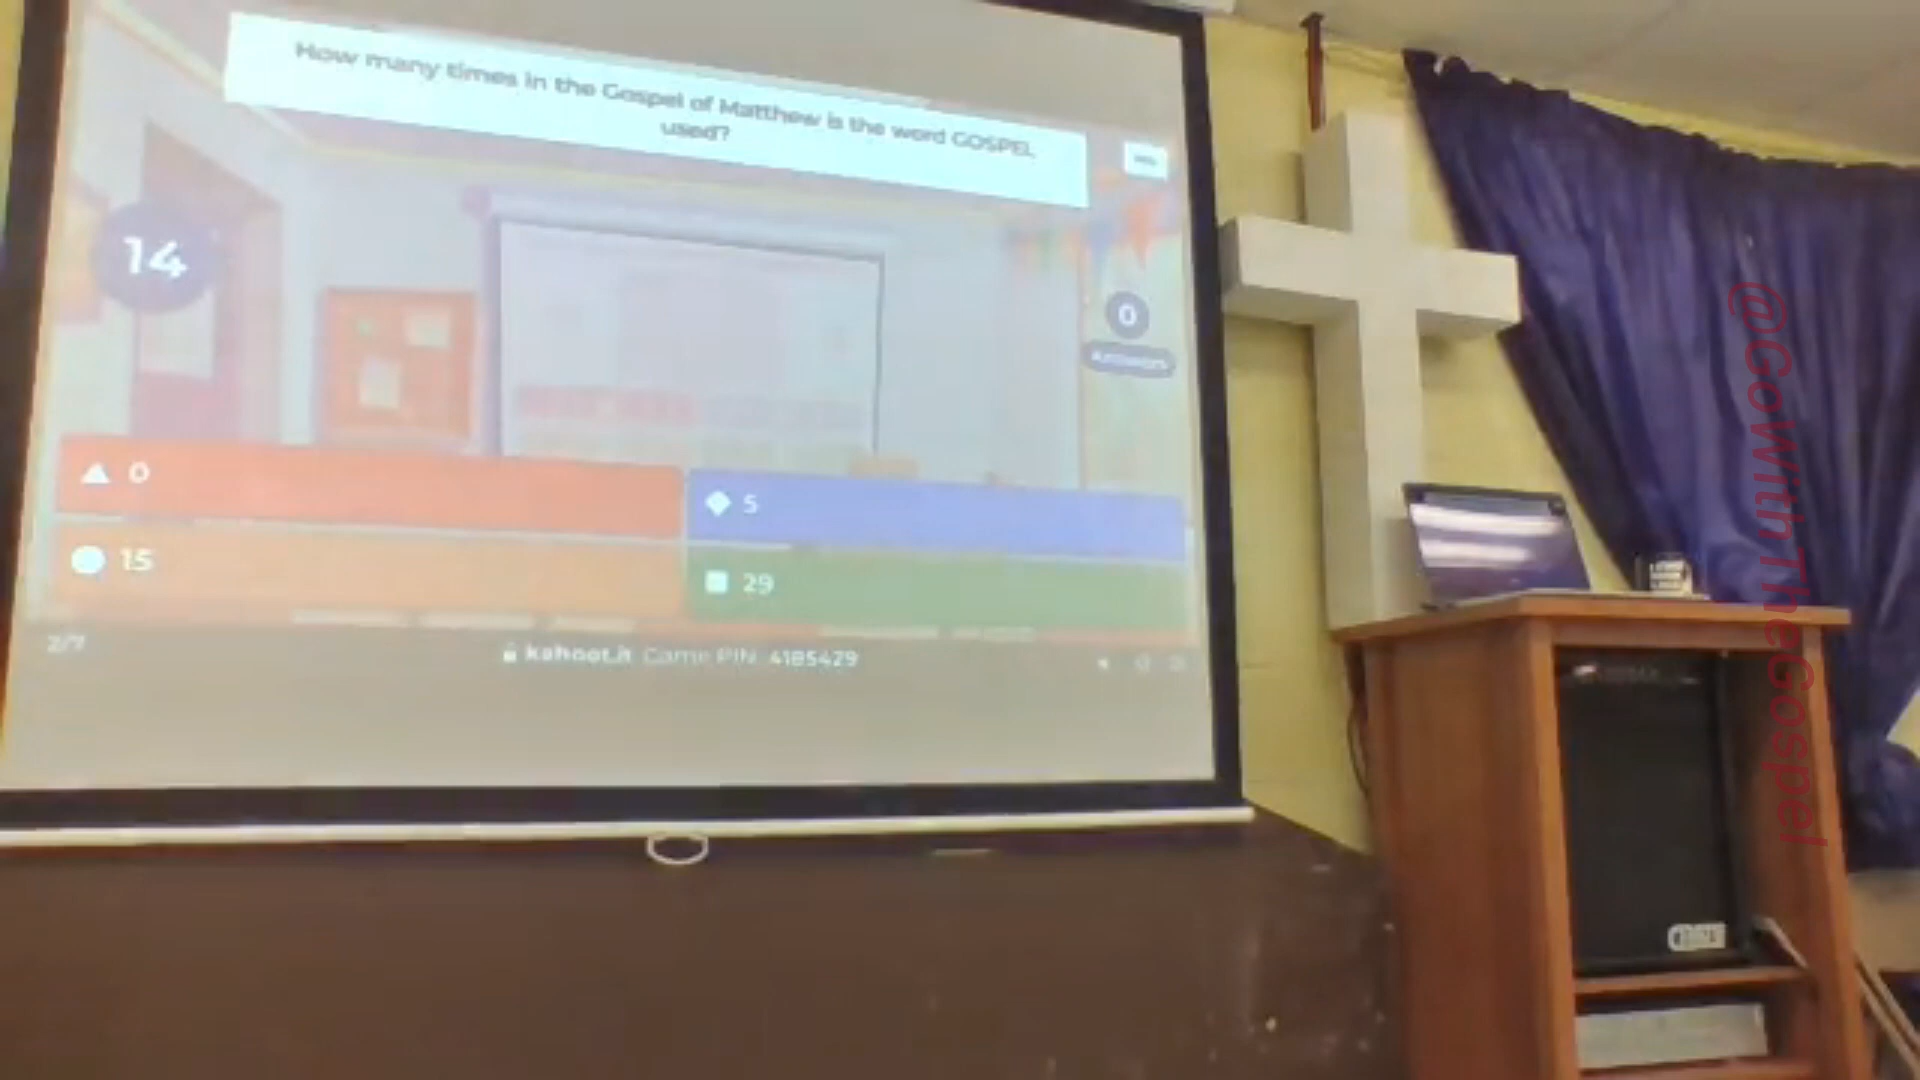 How many times in the Gospel of Matthew is the word GOSPEL
used?
14
0
Answers
0
5
15
29
2/7
kahoot.it Game PIN: 4185429
@GoWithTheGospel